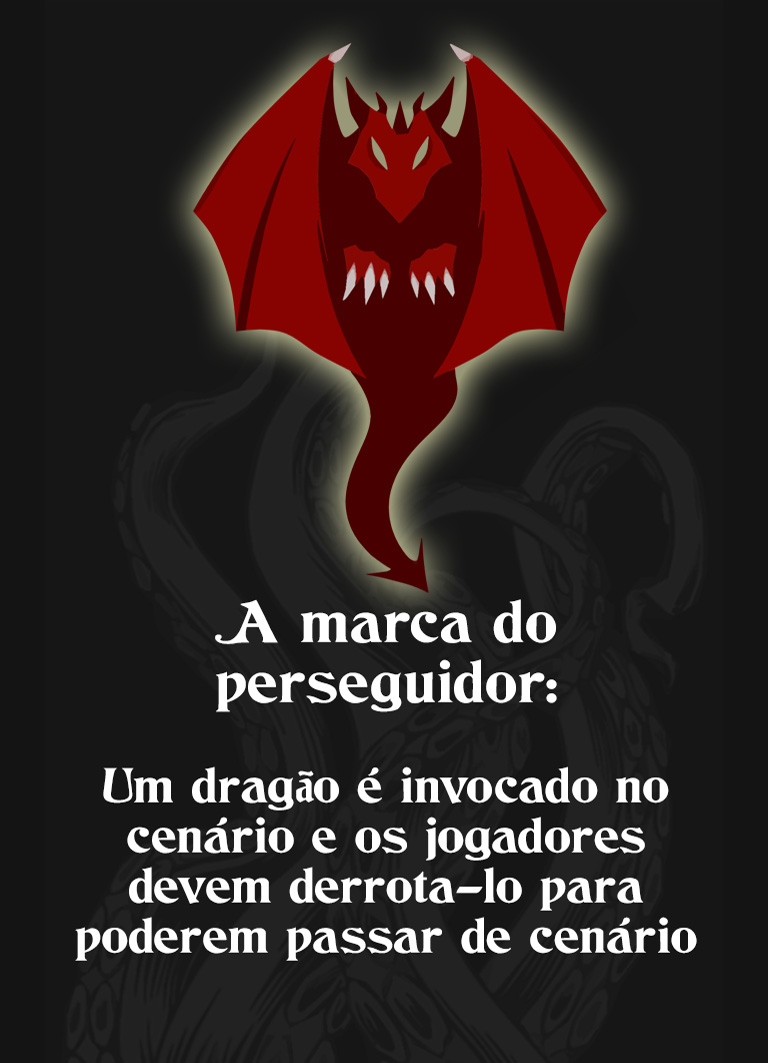 A marca do
perseguidor:
Um dragão é invocado no
cenário e os jogadores
devem derrota-lo para
poderem passar de cenário